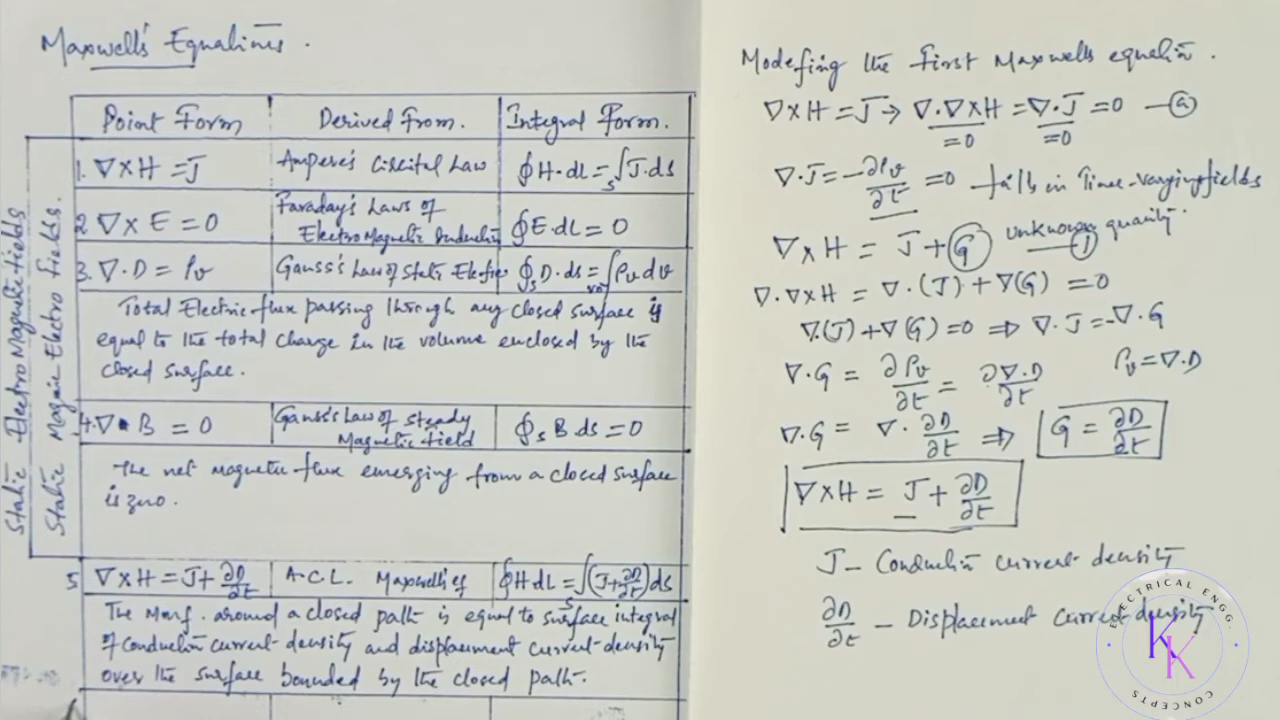 Maxwell's Equations.
Point Form Derived From. Integral Form.
1. ∇×H = J Ampere's Circital Law ∮H·dL = ∫s J·ds
2 ∇×E = 0 Faraday's Laws of ElectroMagnetic Induction ∮E·dL = 0
3. ∇·D = ρv Gauss's Law of Static Electric ∮s D·ds = ∫vol ρv dv
Total Electric flux passing through any closed surface is
equal to the total charge in the volume enclosed by the
closed surface.
4. ∇·B = 0 Gauss's Law of Steady Magnetic Field ∮s B ds = 0
The net magnetic flux emerging from a closed surface
is zero.
5 ∇×H = J + ∂D/∂t A.C.L. ∮H dL = ∫s (J + ∂D/∂t) ds
The Mmf. around a closed path is equal to surface integral
of conduction current density and displacement current density
over the surface bounded by the closed path.
Static ElectroMagnetic fields
Static Magnetic Electro Fields.
Modefing the First Maxwells equation.
∇×H = J → ∇·∇×H = ∇·J = 0 — (a)
=0 =0
∇·J = -∂ρv/∂t = 0 — fails in Time-varying fields
∇×H = J + G unknown quantity. (1)
∇·∇×H = ∇·(J) + ∇(G) = 0
∇.(J) + ∇(G) = 0 ⇒ ∇·J = -∇·G
∇·G = ∂ρv/∂t = ∂∇·D/∂t ρv = ∇·D
∇·G = ∇·∂D/∂t ⇒ G = ∂D/∂t
∇×H = J + ∂D/∂t
J – Conduction current density
∂D/∂t – Displacement current density
ELECTRICAL ENGG.
KK
CONCEPTS